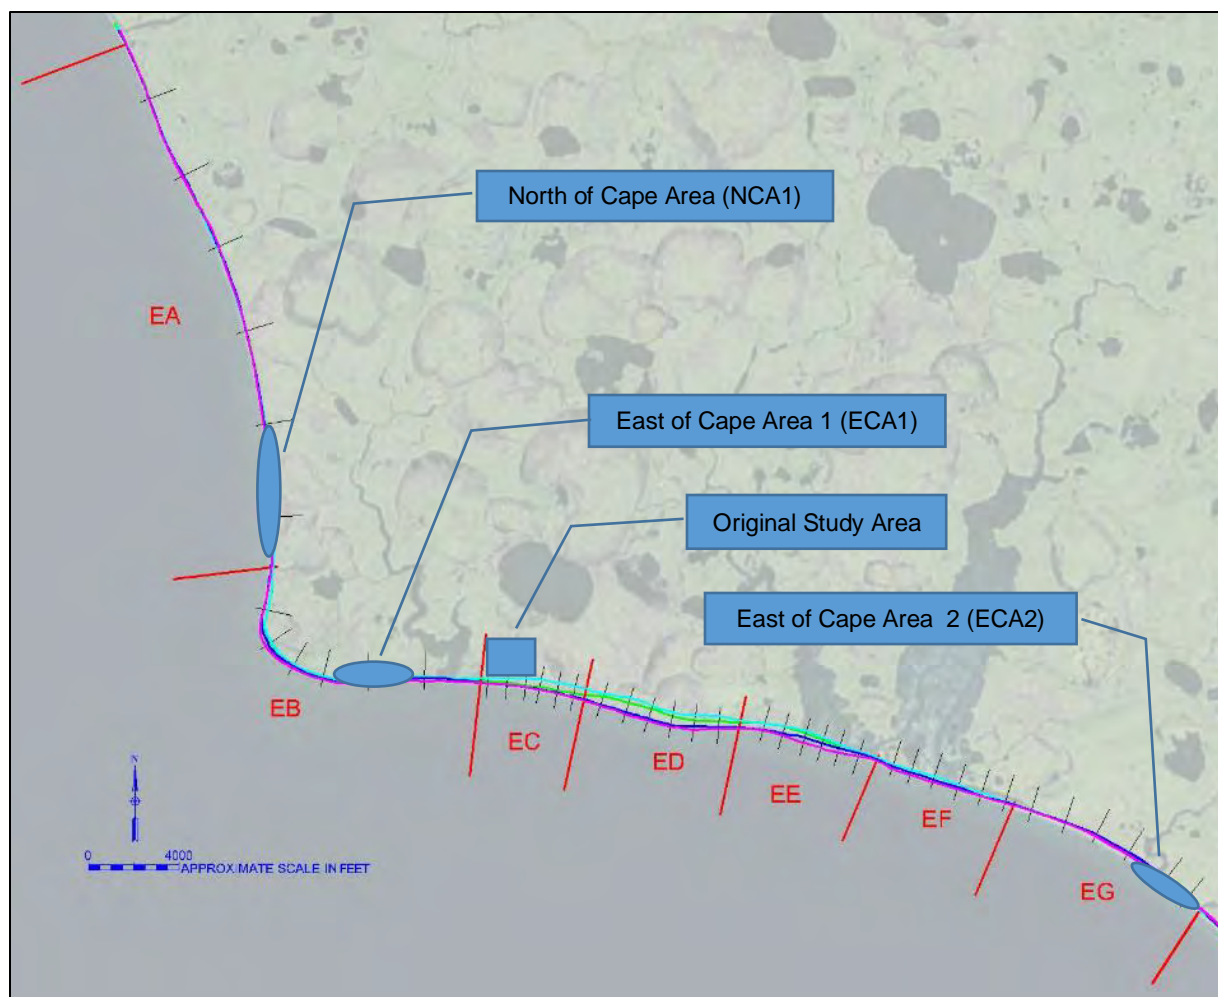 North of Cape Area (NCA1)
EA
East of Cape Area 1 (ECA1)
Original Study Area
East of Cape Area 2 (ECA2)
EB
EC
ED
EE
EF
EG
N
0 4000
APPROXIMATE SCALE IN FEET